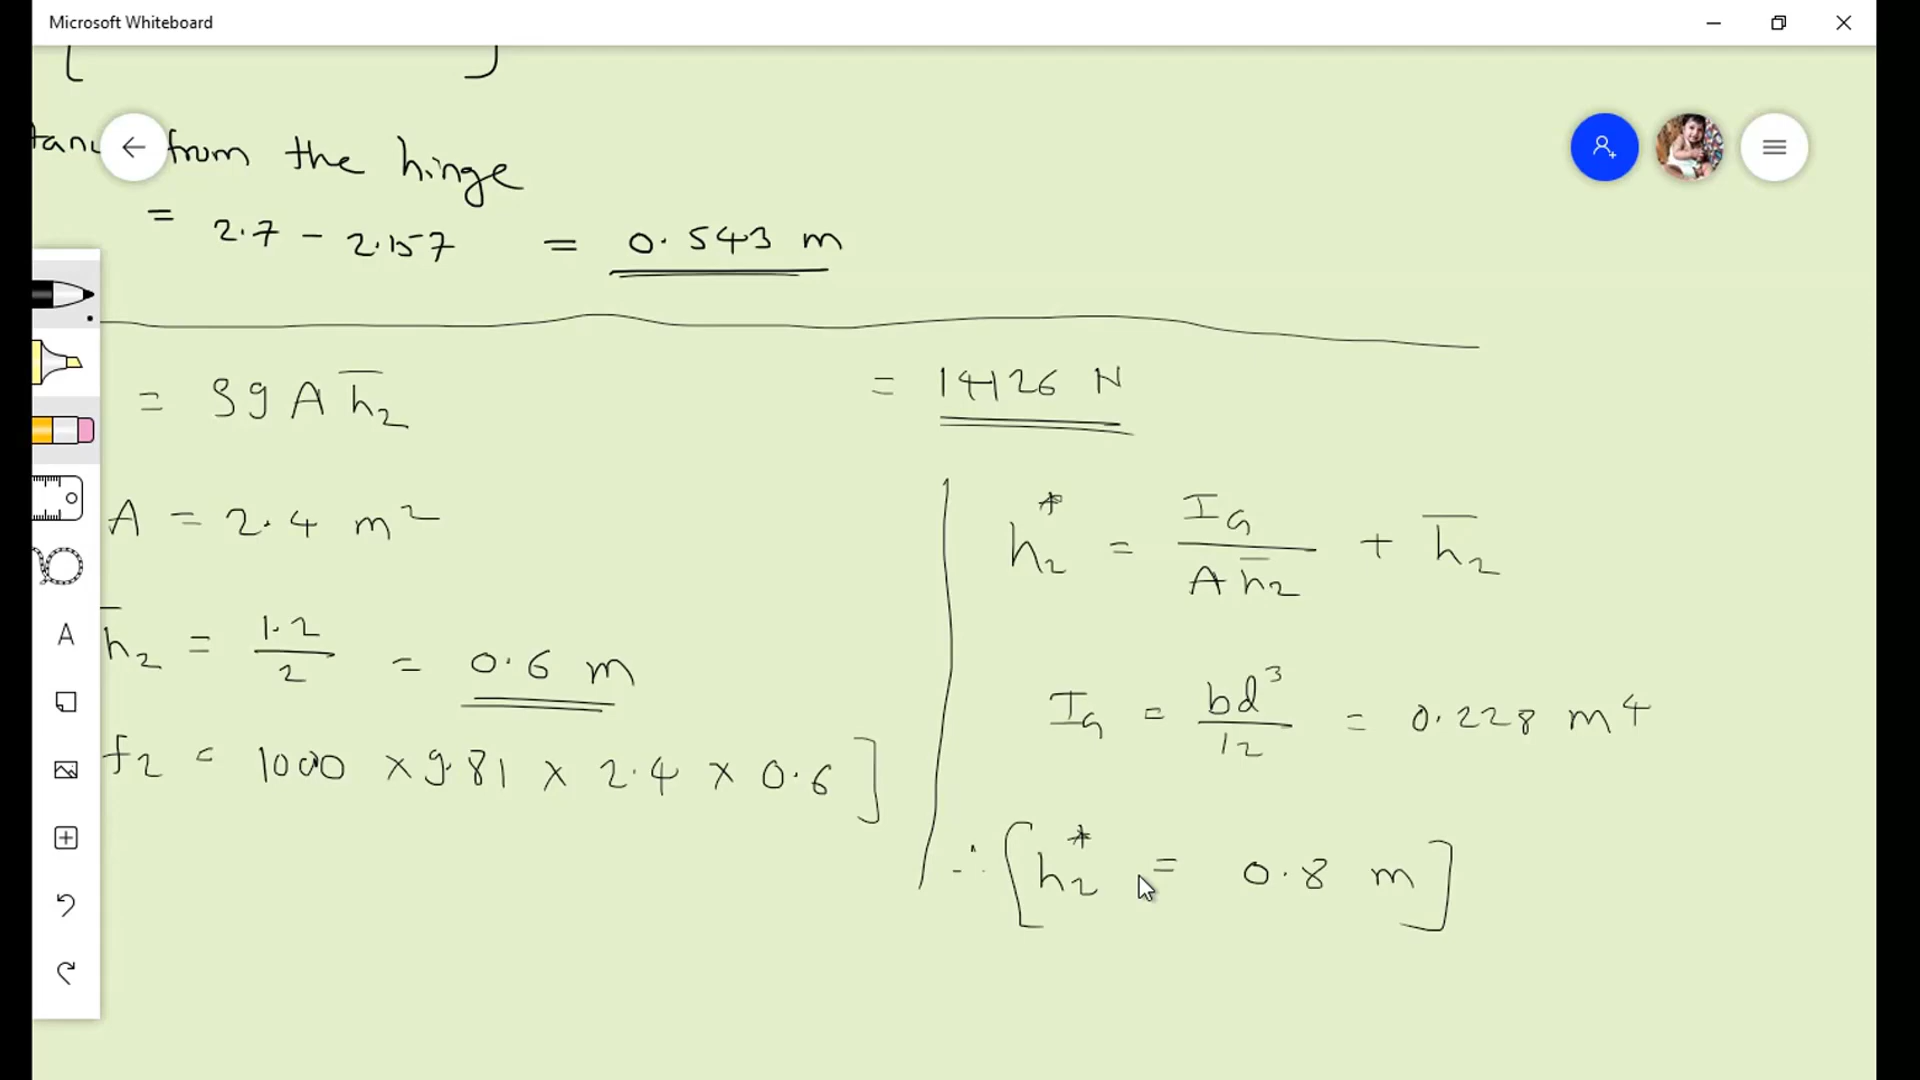 Microsoft Whiteboard
from the hinge
= 2.7 - 2.157 = 0.543 m
= ρgA h̅₂
= 14126 N
A = 2.4 m²
h̅₂ = 1.2/2 = 0.6 m
f₂ = 1000 × 9.81 × 2.4 × 0.6]
h₂* = I_G/(A h̅₂) + h̅₂
I_G = bd³/12 = 0.228 m⁴
∴ [h₂* = 0.8 m]
A